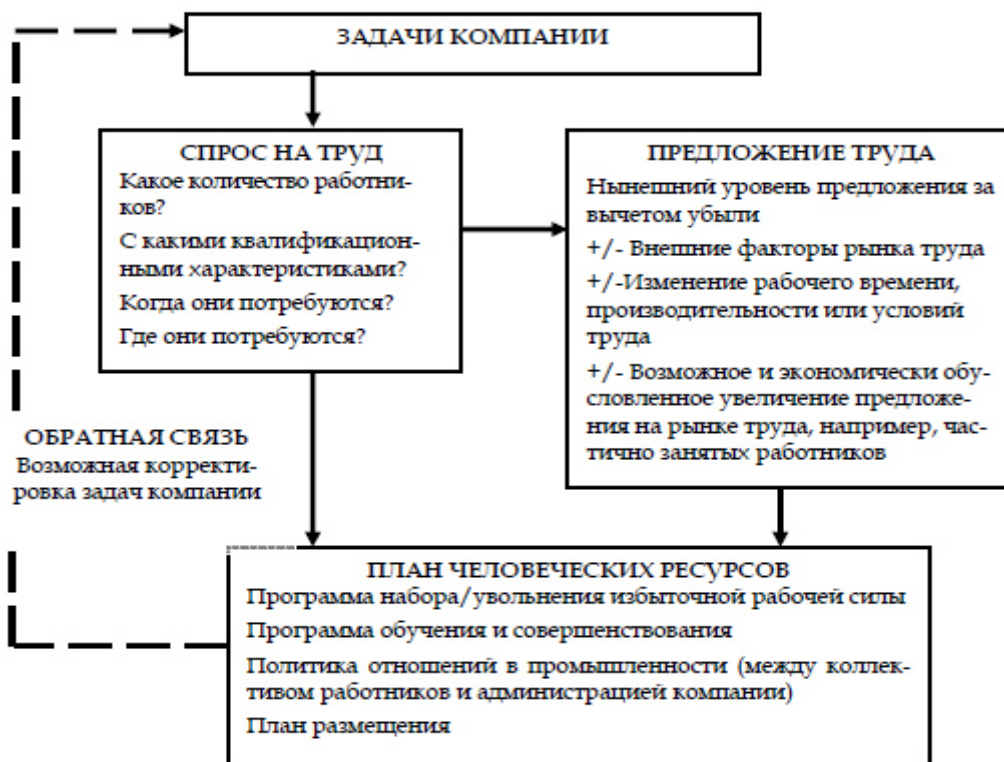 ЗАДАЧИ КОМПАНИИ
СПРОС НА ТРУД
Какое количество работни-
ков?
С какими квалификацион-
ными характеристиками?
Когда они потребуются?
Где они потребуются?
ПРЕДЛОЖЕНИЕ ТРУДА
Нынешний уровень предложения за
вычетом убыли
+/- Внешние факторы рынка труда
+/-Изменение рабочего времени,
производительности или условий
труда
+/- Возможное и экономически обу-
словленное увеличение предложе-
ния на рынке труда, например, час-
тично занятых работников
ОБРАТНАЯ СВЯЗЬ
Возможная корректи-
ровка задач компании
ПЛАН ЧЕЛОВЕЧЕСКИХ РЕСУРСОВ
Программа набора/увольнения избыточной рабочей силы
Программа обучения и совершенствования
Политика отношений в промышленности (между коллек-
тивом работников и администрацией компании)
План размещения